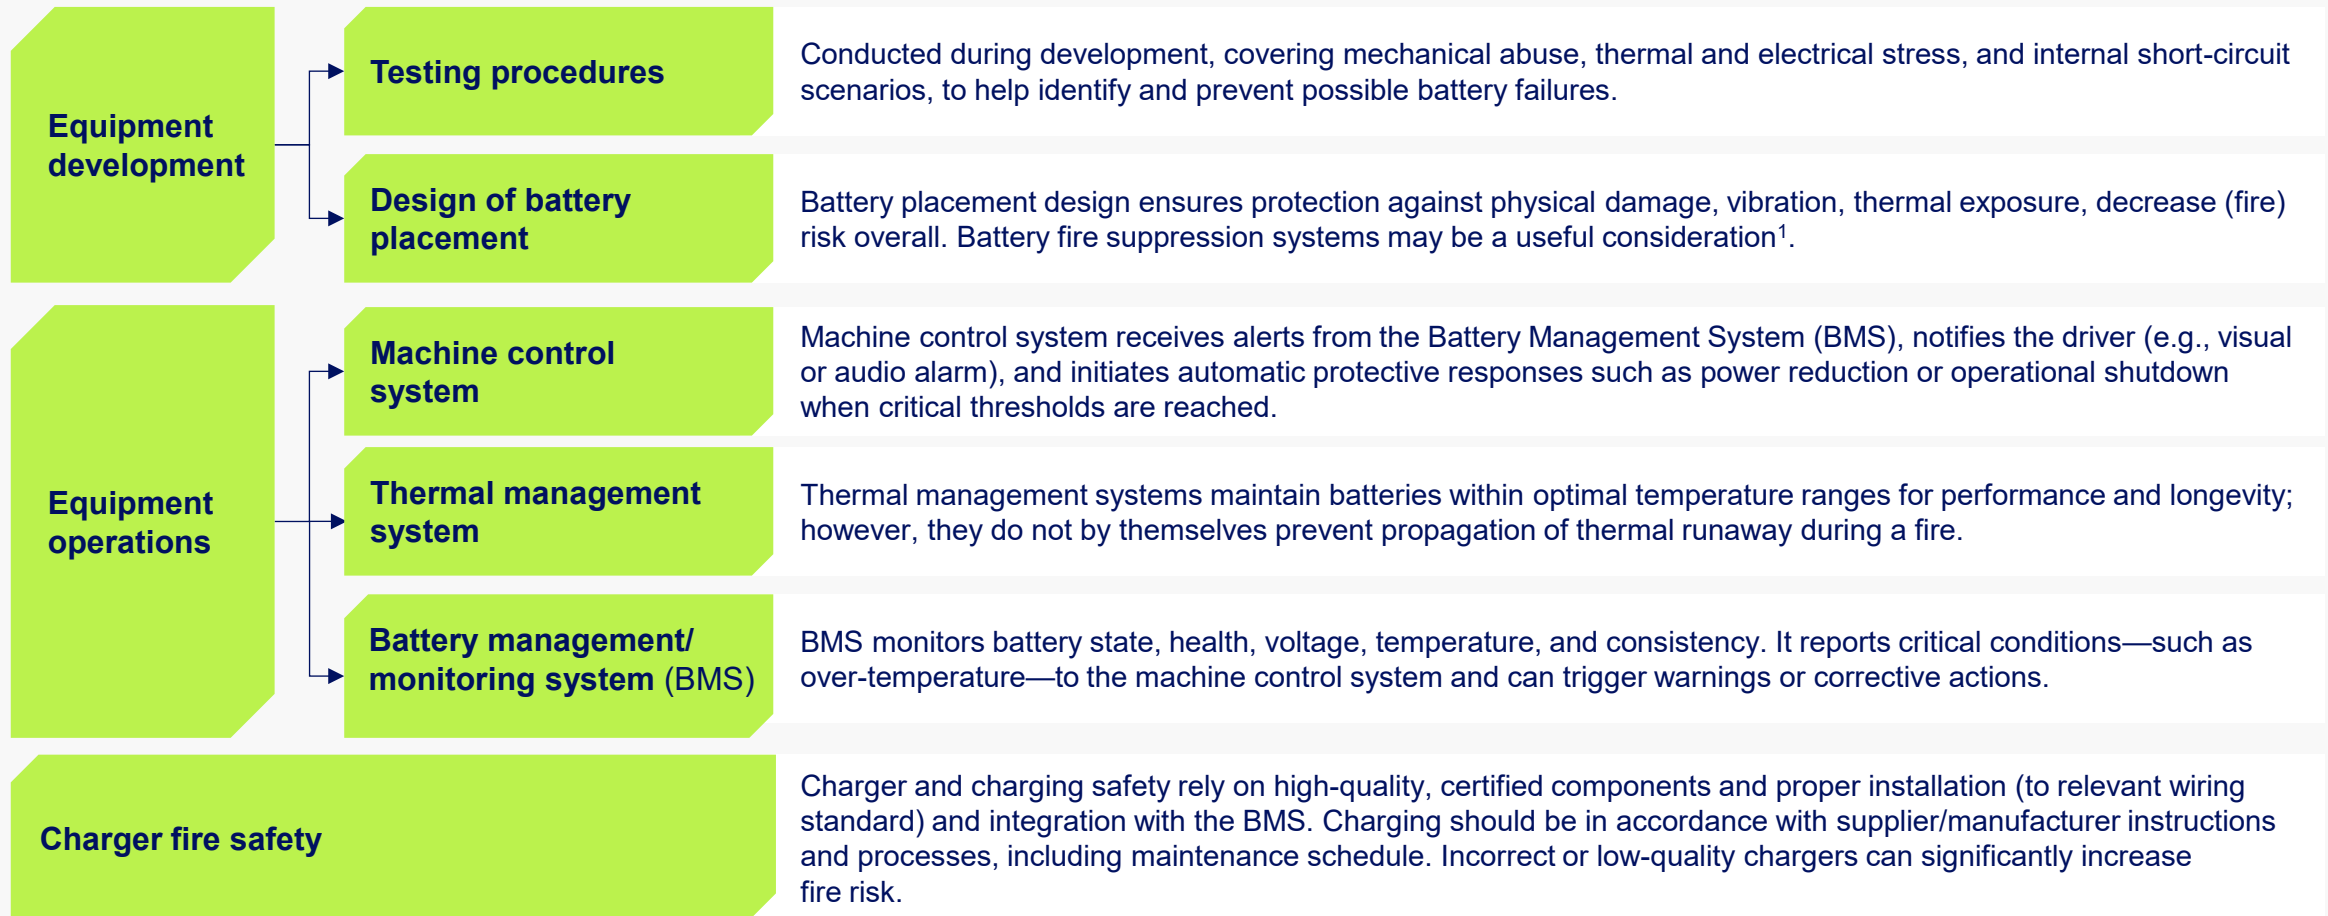 Equipment
development
Testing procedures
Conducted during development, covering mechanical abuse, thermal and electrical stress, and internal short-circuit
scenarios, to help identify and prevent possible battery failures.
Design of battery
placement
Battery placement design ensures protection against physical damage, vibration, thermal exposure, decrease (fire)
risk overall. Battery fire suppression systems may be a useful consideration¹.
Equipment
operations
Machine control
system
Machine control system receives alerts from the Battery Management System (BMS), notifies the driver (e.g., visual
or audio alarm), and initiates automatic protective responses such as power reduction or operational shutdown
when critical thresholds are reached.
Thermal management
system
Thermal management systems maintain batteries within optimal temperature ranges for performance and longevity;
however, they do not by themselves prevent propagation of thermal runaway during a fire.
Battery management/
monitoring system (BMS)
BMS monitors battery state, health, voltage, temperature, and consistency. It reports critical conditions—such as
over-temperature—to the machine control system and can trigger warnings or corrective actions.
Charger fire safety
Charger and charging safety rely on high-quality, certified components and proper installation (to relevant wiring
standard) and integration with the BMS. Charging should be in accordance with supplier/manufacturer instructions
and processes, including maintenance schedule. Incorrect or low-quality chargers can significantly increase
fire risk.